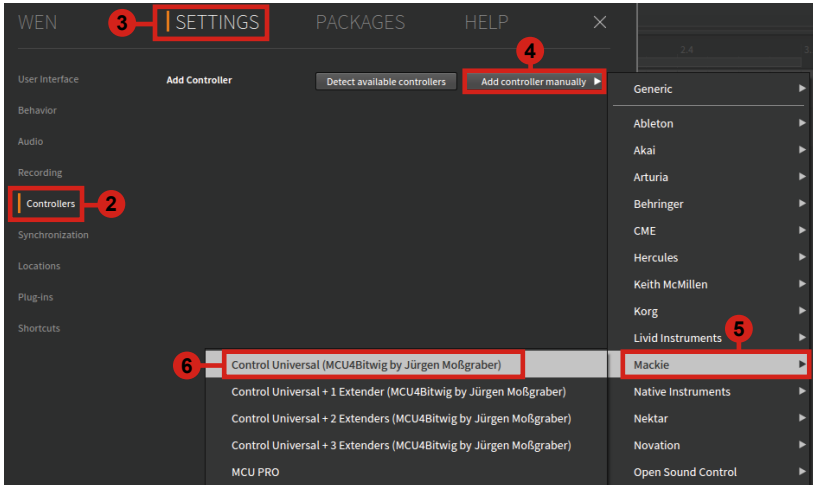 WEN
3
SETTINGS
PACKAGES
HELP
4
2.4
3.
User Interface
Add Controller
Detect available controllers
Add controller manually
Behavior
Audio
Recording
Controllers
2
Synchronization
Locations
Plug-ins
Shortcuts
Generic
Ableton
Akai
Arturia
Behringer
CME
Hercules
Keith McMillen
Korg
Livid Instruments
5
Mackie
Native Instruments
Nektar
Novation
Open Sound Control
6
Control Universal (MCU4Bitwig by Jürgen Moßgraber)
Control Universal + 1 Extender (MCU4Bitwig by Jürgen Moßgraber)
Control Universal + 2 Extenders (MCU4Bitwig by Jürgen Moßgraber)
Control Universal + 3 Extenders (MCU4Bitwig by Jürgen Moßgraber)
MCU PRO